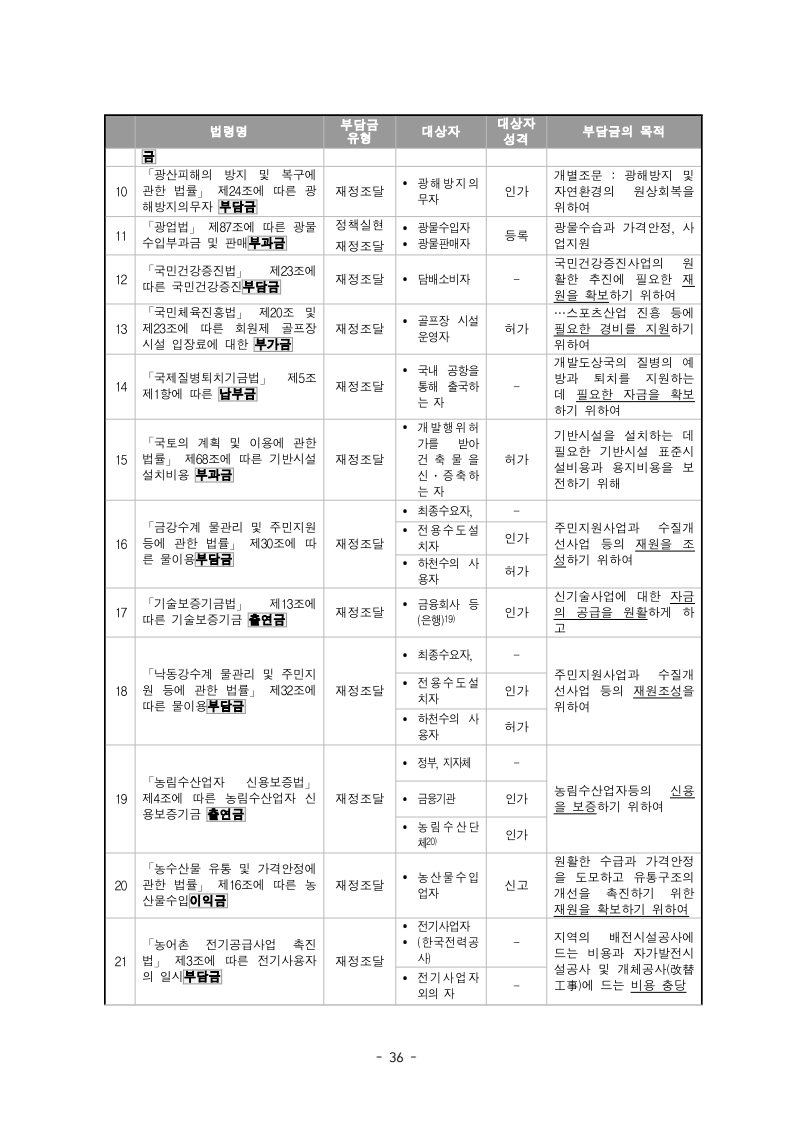 법령명
부담금
유형
대상자
대상자
성격
부담금의 목적
금
10
「광산피해의 방지 및 복구에
관한 법률」 제24조에 따른 광
해방지의무자 부담금
재정조달
• 광해방지의
무자
인가
개별조문 : 광해방지 및
자연환경의 원상회복을
위하여
11
「광업법」 제87조에 따른 광물
수입부과금 및 판매부과금
정책실현
재정조달
• 광물수입자
• 광물판매자
등록
광물수습과 가격안정, 사
업지원
12
「국민건강증진법」 제23조에
따른 국민건강증진부담금
재정조달
• 담배소비자
-
국민건강증진사업의 원
활한 추진에 필요한 재
원을 확보하기 위하여
13
「국민체육진흥법」 제20조 및
제23조에 따른 회원제 골프장
시설 입장료에 대한 부가금
재정조달
• 골프장 시설
운영자
허가
…스포츠산업 진흥 등에
필요한 경비를 지원하기
위하여
14
「국제질병퇴치기금법」 제5조
제1항에 따른 납부금
재정조달
• 국내 공항을
통해 출국하
는 자
-
개발도상국의 질병의 예
방과 퇴치를 지원하는
데 필요한 자금을 확보
하기 위하여
15
「국토의 계획 및 이용에 관한
법률」 제68조에 따른 기반시설
설치비용 부과금
재정조달
• 개발행위허
가를 받아
건축물을
신·증축하
는 자
허가
기반시설을 설치하는 데
필요한 기반시설 표준시
설비용과 용지비용을 보
전하기 위해
16
「금강수계 물관리 및 주민지원
등에 관한 법률」 제30조에 따
른 물이용부담금
재정조달
• 최종수요자,
-
• 전용수도설
치자
인가
• 하천수의 사
용자
허가
주민지원사업과 수질개
선사업 등의 재원을 조
성하기 위하여
17
「기술보증기금법」 제13조에
따른 기술보증기금 출연금
재정조달
• 금융회사 등
(은행)19)
인가
신기술사업에 대한 자금
의 공급을 원활하게 하
고
18
「낙동강수계 물관리 및 주민지
원 등에 관한 법률」 제32조에
따른 물이용부담금
재정조달
• 최종수요자,
-
• 전용수도설
치자
인가
• 하천수의 사
용자
허가
주민지원사업과 수질개
선사업 등의 재원조성을
위하여
19
「농림수산업자 신용보증법」
제4조에 따른 농림수산업자 신
용보증기금 출연금
재정조달
• 정부, 지자체
-
• 금융기관
인가
• 농림수산단
체20)
인가
농림수산업자등의 신용
을 보증하기 위하여
20
「농수산물 유통 및 가격안정에
관한 법률」 제16조에 따른 농
산물수입이익금
재정조달
• 농산물수입
업자
신고
원활한 수급과 가격안정
을 도모하고 유통구조의
개선을 촉진하기 위한
재원을 확보하기 위하여
21
「농어촌 전기공급사업 촉진
법」 제3조에 따른 전기사용자
의 일시부담금
재정조달
• 전기사업자
• (한국전력공
사)
-
• 전기사업자
외의 자
-
지역의 배전시설공사에
드는 비용과 자가발전시
설공사 및 개체공사(改替
工事)에 드는 비용 충당
- 36 -